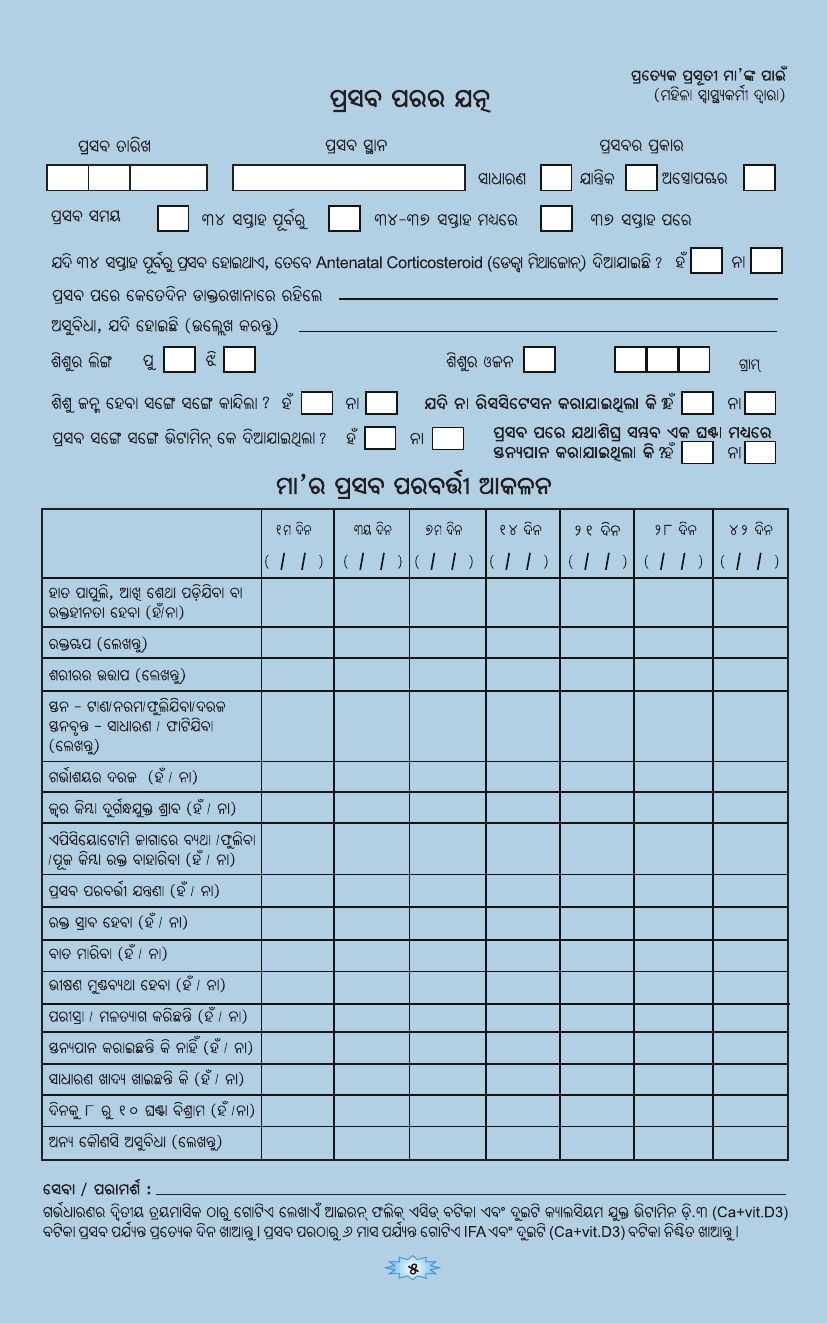 ପ୍ରତ୍ୟେକ ପ୍ରସୂତୀ ମା'ଙ୍କ ପାଇଁ
(ମହିଳା ସ୍ୱାସ୍ଥ୍ୟକର୍ମୀ ଦ୍ୱାରା)
ପ୍ରସବ ପରର ଯତ୍ନ
ପ୍ରସବ ତାରିଖ ପ୍ରସବ ସ୍ଥାନ ପ୍ରସବର ପ୍ରକାର
ସାଧାରଣ ଯାନ୍ତ୍ରିକ ଅସ୍ତ୍ରୋପଚ଼ାର
ପ୍ରସବ ସମୟ ୩୪ ସପ୍ତାହ ପୂର୍ବରୁ ୩୪-୩୭ ସପ୍ତାହ ମଧ୍ୟରେ ୩୭ ସପ୍ତାହ ପରେ
ଯଦି ୩୪ ସପ୍ତାହ ପୂର୍ବରୁ ପ୍ରସବ ହୋଇଥାଏ, ତେବେ Antenatal Corticosteroid (ଡେକ୍ସା ମିଥାଜୋନ୍) ଦିଆଯାଇଛି ? ହଁ ନା
ପ୍ରସବ ପରେ କେତେଦିନ ଡାକ୍ତରଖାନାରେ ରହିଲେ
ଅସୁବିଧା, ଯଦି ହୋଇଛି (ଉଲ୍ଲେଖ କରନ୍ତୁ)
ଶିଶୁର ଲିଙ୍ଗ ପୁ ଝି ଶିଶୁର ଓଜନ ଗ୍ରାମ୍
ଶିଶୁ ଜନ୍ମ ହେବା ସଙ୍ଗେ ସଙ୍ଗେ କାନ୍ଦିଲା ? ହଁ ନା ଯଦି ନା ରିସସିଟେସନ କରାଯାଇଥିଲା କି ? ହଁ ନା
ପ୍ରସବ ସଙ୍ଗେ ସଙ୍ଗେ ଭିଟାମିନ୍ କେ ଦିଆଯାଇଥିଲା ? ହଁ ନା
ପ୍ରସବ ପରେ ଯଥାଶିଘ୍ର ସମ୍ଭବ ଏକ ଘଣ୍ଟା ମଧ୍ୟରେ
ସ୍ତନ୍ୟପାନ କରାଯାଇଥିଲା କି ? ହଁ ନା
ମା'ର ପ୍ରସବ ପରବର୍ତ୍ତୀ ଆକଳନ
୧ମ ଦିନ ୩ୟ ଦିନ ୭ମ ଦିନ ୧୪ ଦିନ ୨୧ ଦିନ ୨୮ ଦିନ ୪୨ ଦିନ
( / / ) ( / / ) ( / / ) ( / / ) ( / / ) ( / / ) ( / / )
ହାତ ପାପୁଲି, ଆଖି ଶେଥା ପଡ଼ିଯିବା ବା
ରକ୍ତହୀନତା ହେବା (ହଁ/ନା)
ରକ୍ତଚାପ (ଲେଖନ୍ତୁ)
ଶରୀରର ଉତ୍ତାପ (ଲେଖନ୍ତୁ)
ସ୍ତନ - ଟାଣ/ନରମ/ଫୁଲିଯିବା/ଦରଜ
ସ୍ତନବୃନ୍ତ - ସାଧାରଣ / ଫାଟିଯିବା
(ଲେଖନ୍ତୁ)
ଗର୍ଭାଶୟର ଦରଜ (ହଁ / ନା)
ଜ୍ୱର କିମ୍ବା ଦୁର୍ଗନ୍ଧଯୁକ୍ତ ଶ୍ରାବ (ହଁ / ନା)
ଏପିସିୟୋଟୋମି ଜାଗାରେ ବ୍ୟଥା /ଫୁଲିବା
/ପୂଜ କିମ୍ବା ରକ୍ତ ବାହାରିବା (ହଁ / ନା)
ପ୍ରସବ ପରବର୍ତ୍ତୀ ଯନ୍ତ୍ରଣା (ହଁ / ନା)
ରକ୍ତ ସ୍ରାବ ହେବା (ହଁ / ନା)
ବାତ ମାରିବା (ହଁ / ନା)
ଭୀଷଣ ମୁଣ୍ଡବ୍ୟଥା ହେବା (ହଁ / ନା)
ପରୀସ୍ରା / ମଳତ୍ୟାଗ କରିଛନ୍ତି (ହଁ / ନା)
ସ୍ତନ୍ୟପାନ କରାଇଛନ୍ତି କି ନାହିଁ (ହଁ / ନା)
ସାଧାରଣ ଖାଦ୍ୟ ଖାଇଛନ୍ତି କି (ହଁ / ନା)
ଦିନକୁ ୮ ରୁ ୧୦ ଘଣ୍ଟା ବିଶ୍ରାମ (ହଁ /ନା)
ଅନ୍ୟ କୌଣସି ଅସୁବିଧା (ଲେଖନ୍ତୁ)
ସେବା / ପରାମର୍ଶ :
ଗର୍ଭଧାରଣର ଦ୍ୱିତୀୟ ତ୍ରୟମାସିକ ଠାରୁ ଗୋଟିଏ ଲେଖାଏଁ ଆଇରନ୍ ଫଲିକ୍ ଏସିଡ୍ ବଟିକା ଏବଂ ଦୁଇଟି କ୍ୟାଲସିୟମ ଯୁକ୍ତ ଭିଟାମିନ ଡ଼ି.୩ (Ca+vit.D3)
ବଟିକା ପ୍ରସବ ପର୍ଯ୍ୟନ୍ତ ପ୍ରତ୍ୟେକ ଦିନ ଖାଆନ୍ତୁ । ପ୍ରସବ ପରଠାରୁ ୬ ମାସ ପର୍ଯ୍ୟନ୍ତ ଗୋଟିଏ IFA ଏବଂ ଦୁଇଟି (Ca+vit.D3) ବଟିକା ନିଶ୍ଚିତ ଖାଆନ୍ତୁ ।
୫